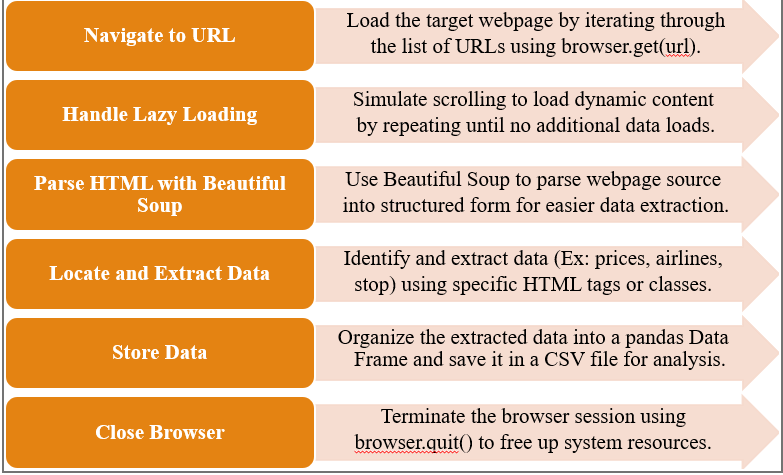 Navigate to URL
Load the target webpage by iterating through
the list of URLs using browser.get(url).
Handle Lazy Loading
Simulate scrolling to load dynamic content
by repeating until no additional data loads.
Parse HTML with Beautiful
Soup
Use Beautiful Soup to parse webpage source
into structured form for easier data extraction.
Locate and Extract Data
Identify and extract data (Ex: prices, airlines,
stop) using specific HTML tags or classes.
Store Data
Organize the extracted data into a pandas Data
Frame and save it in a CSV file for analysis.
Close Browser
Terminate the browser session using
browser.quit() to free up system resources.